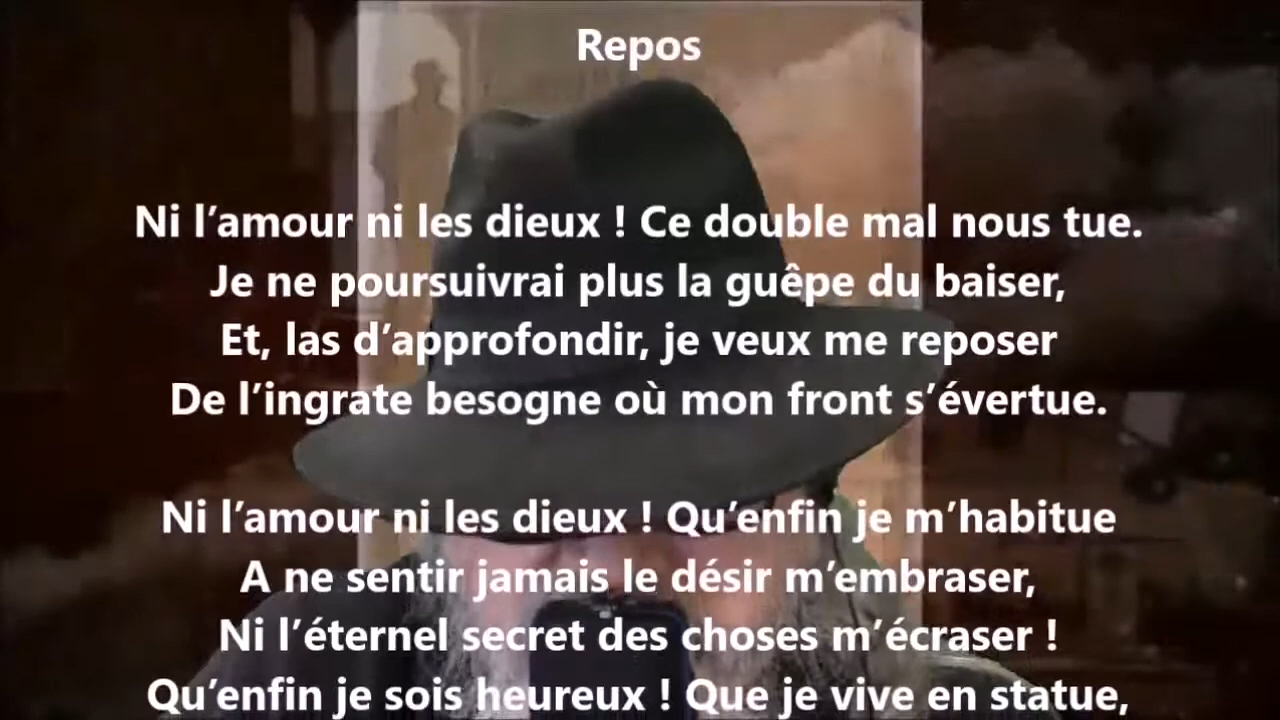 Repos
Ni l’amour ni les dieux ! Ce double mal nous tue.
Je ne poursuivrai plus la guêpe du baiser,
Et, las d’approfondir, je veux me reposer
De l’ingrate besogne où mon front s’évertue.
Ni l’amour ni les dieux ! Qu’enfin je m’habitue
A ne sentir jamais le désir m’embraser,
Ni l’éternel secret des choses m’écraser !
Qu’enfin je sois heureux ! Que je vive en statue,